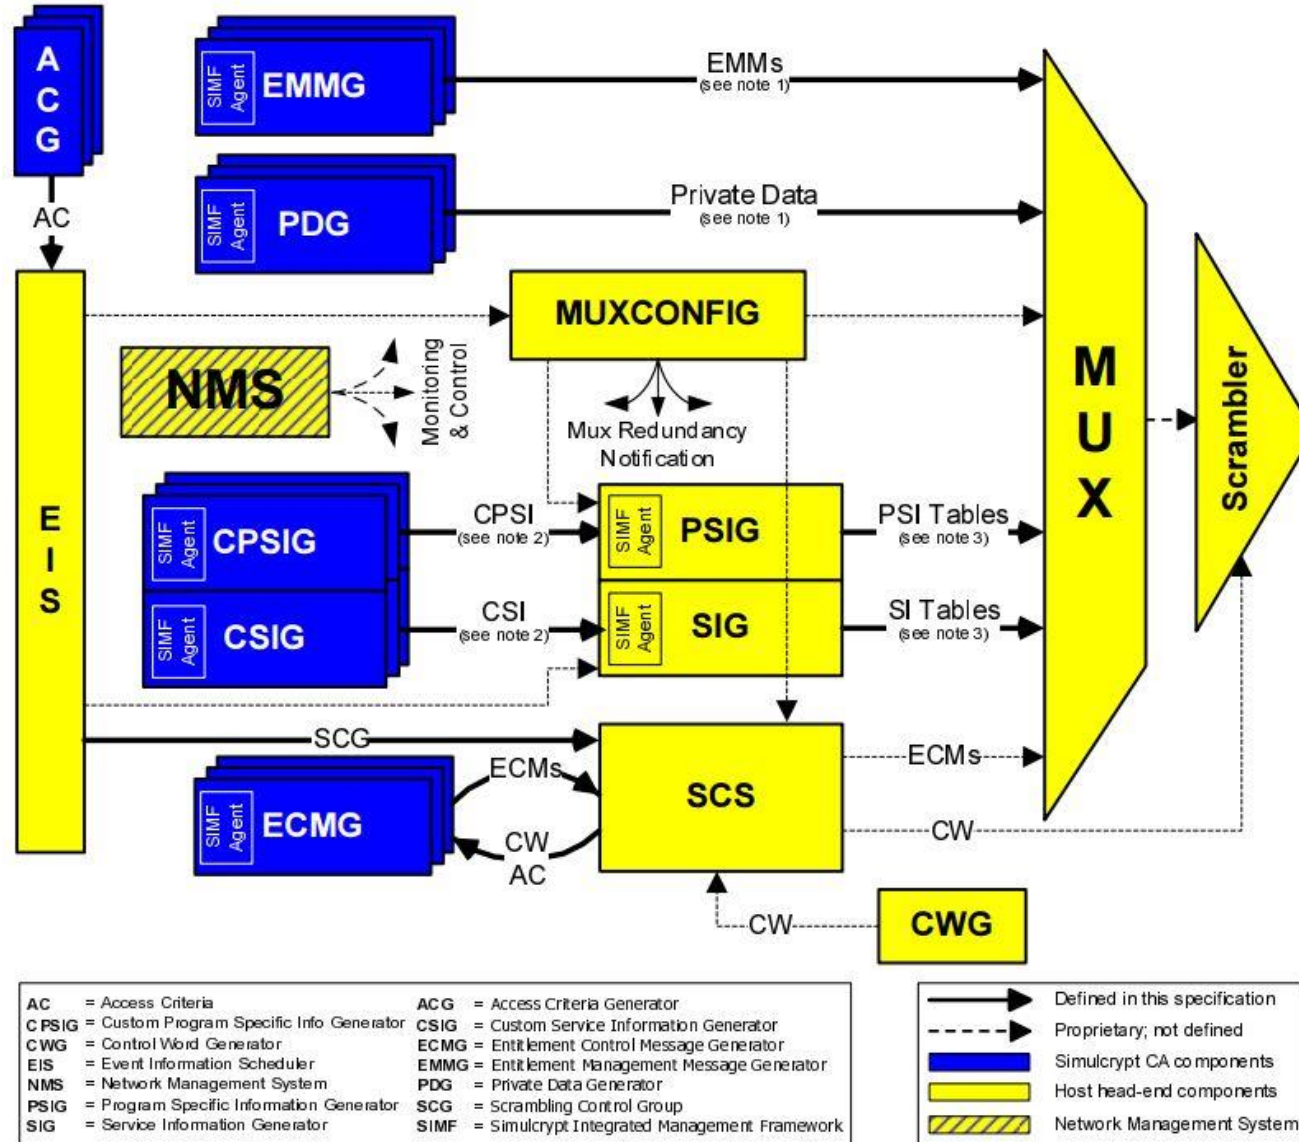 A
C
G
SIMF
Agent
EMMG
EMMs
(see note 1)
SIMF
Agent
PDG
Private Data
(see note 1)
AC
MUXCONFIG
NMS
Monitoring
& Control
Mux Redundancy
Notification
M
U
X
Scrambler
E
I
S
SIMF
Agent
CPSIG
CPSI
(see note 2)
SIMF
Agent
PSIG
PSI Tables
(see note 3)
SIMF
Agent
CSIG
CSI
(see note 2)
SIMF
Agent
SIG
SI Tables
(see note 3)
SCG
ECMs
SCS
ECMs
SIMF
Agent
ECMG
CW
AC
CW
CW
CWG
AC = Access Criteria
CPSIG = Custom Program Specific Info Generator
CWG = Control Word Generator
EIS = Event Information Scheduler
NMS = Network Management System
PSIG = Program Specific Information Generator
SIG = Service Information Generator
ACG = Access Criteria Generator
CSIG = Custom Service Information Generator
ECMG = Entitlement Control Message Generator
EMMG = Entitlement Management Message Generator
PDG = Private Data Generator
SCG = Scrambling Control Group
SIMF = Simulcrypt Integrated Management Framework
Defined in this specification
Proprietary; not defined
Simulcrypt CA components
Host head-end components
Network Management System